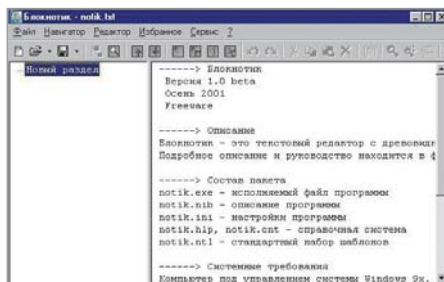 Блокнотик - notik.txt
Файл Навигатор Редактор Избранное Сервис ?
Новый раздел
------> Блокнотик
Версия 1.0 beta
Осень 2001
Freeware
------> Описание
Блокнотик - это текстовый редактор с древовидн
Подробное описание и руководство находится в ф
------> Состав пакета
notik.exe - исполняемый файл программы
notik.nib - описание программы
notik.ini - настройки программы
notik.hlp, notik.cnt - справочная система
notik.ntl - стандартный набор шаблонов
------> Системные требования
Компьютер под управлением системы Windows 9x.